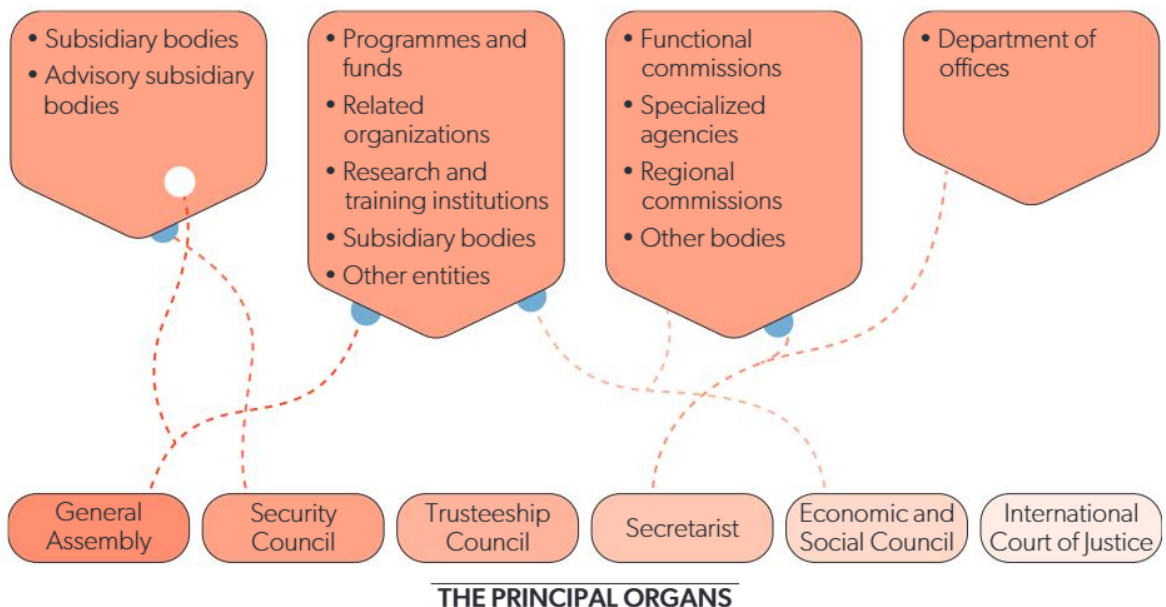 • Subsidiary bodies
• Advisory subsidiary
bodies
• Programmes and
funds
• Related
organizations
• Research and
training institutions
• Subsidiary bodies
• Other entities
• Functional
commissions
• Specialized
agencies
• Regional
commissions
• Other bodies
• Department of
offices
General
Assembly
Security
Council
Trusteeship
Council
Secretarist
Economic and
Social Council
International
Court of Justice
THE PRINCIPAL ORGANS